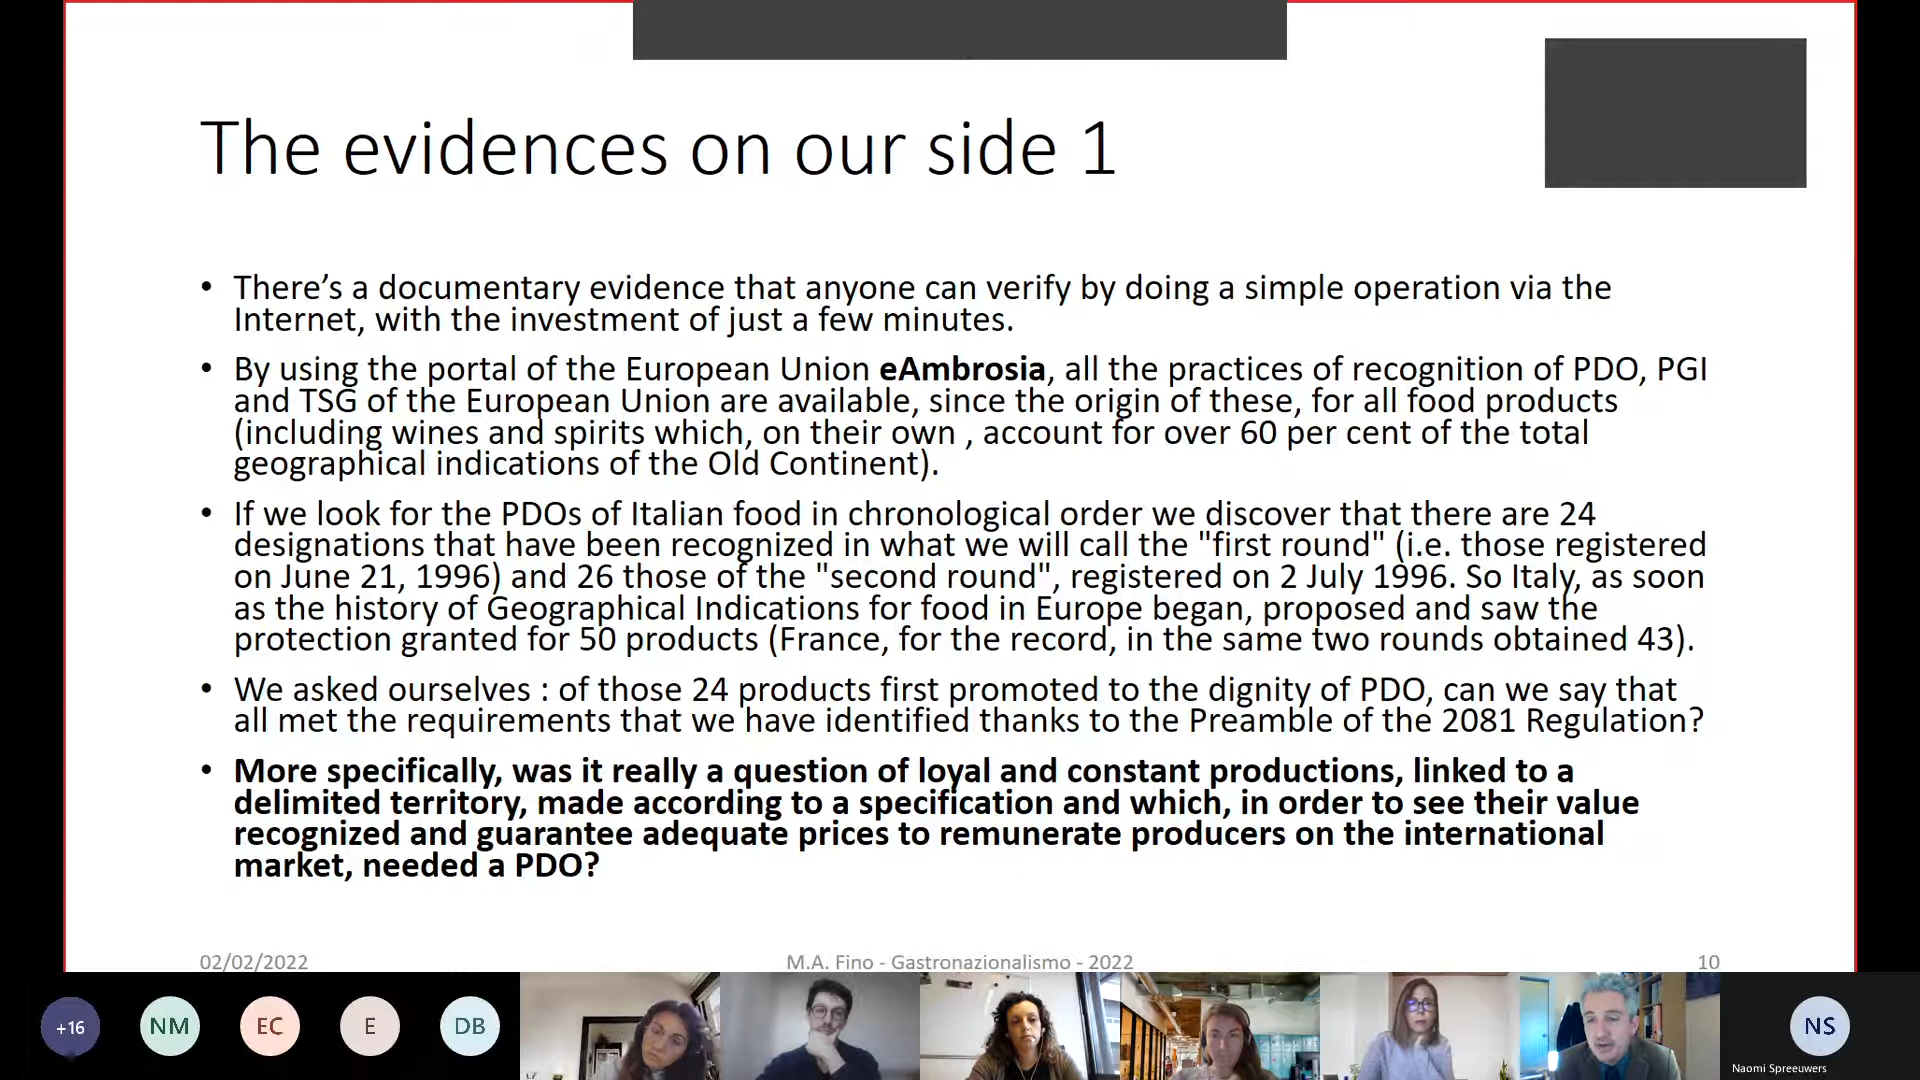 The evidences on our side 1
• There’s a documentary evidence that anyone can verify by doing a simple operation via the
Internet, with the investment of just a few minutes.
• By using the portal of the European Union eAmbrosia, all the practices of recognition of PDO, PGI
and TSG of the European Union are available, since the origin of these, for all food products
(including wines and spirits which, on their own , account for over 60 per cent of the total
geographical indications of the Old Continent).
• If we look for the PDOs of Italian food in chronological order we discover that there are 24
designations that have been recognized in what we will call the "first round" (i.e. those registered
on June 21, 1996) and 26 those of the "second round", registered on 2 July 1996. So Italy, as soon
as the history of Geographical Indications for food in Europe began, proposed and saw the
protection granted for 50 products (France, for the record, in the same two rounds obtained 43).
• We asked ourselves : of those 24 products first promoted to the dignity of PDO, can we say that
all met the requirements that we have identified thanks to the Preamble of the 2081 Regulation?
• More specifically, was it really a question of loyal and constant productions, linked to a
delimited territory, made according to a specification and which, in order to see their value
recognized and guarantee adequate prices to remunerate producers on the international
market, needed a PDO?
02/02/2022
M.A. Fino - Gastronazionalismo - 2022
10
+16
NM
EC
E
DB
NS
Naomi Spreeuwers